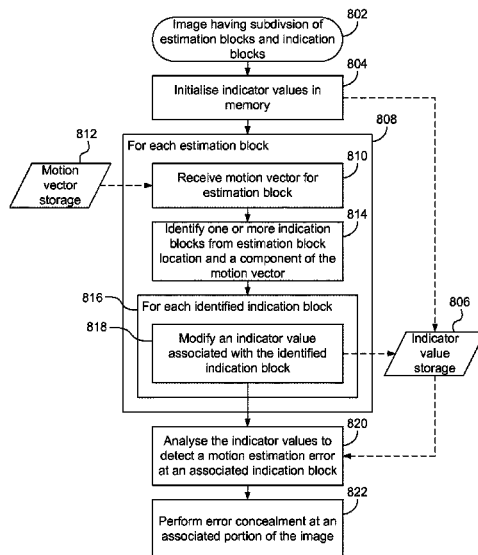 Image having subdivsion of
estimation blocks and indication
blocks
802
804
Initialise indicator values in
memory
808
812
For each estimation block
Motion
vector
storage
810
Receive motion vector for
estimation block
814
Identify one or more indication
blocks from estimation block
location and a component of the
motion vector
816
For each identified indication block
806
818
Modify an indicator value
associated with the identified
indication block
Indicator
value
storage
820
Analyse the indicator values to
detect a motion estimation error
at an associated indication block
822
Perform error concealment at an
associated portion of the image